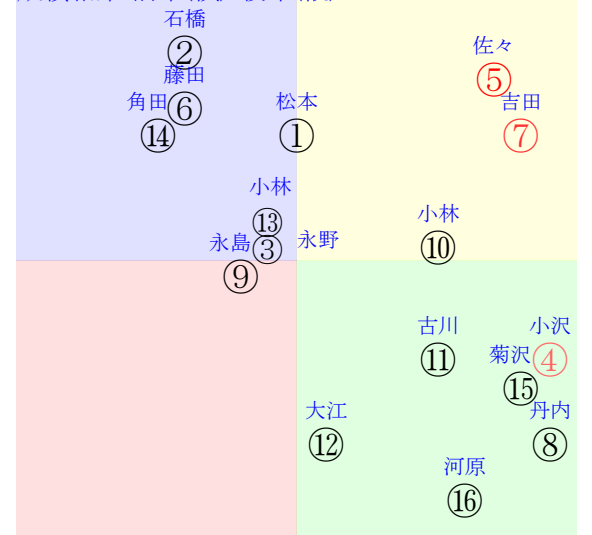 石橋
②
佐々
⑤
藤田
⑥
角田
⑭
松本
①
吉田
⑦
小林
⑬
小林
⑩
永島
③
永野
⑨
古川
⑪
小沢
④
菊沢
⑮
大江
⑫
丹内
⑧
河原
⑯